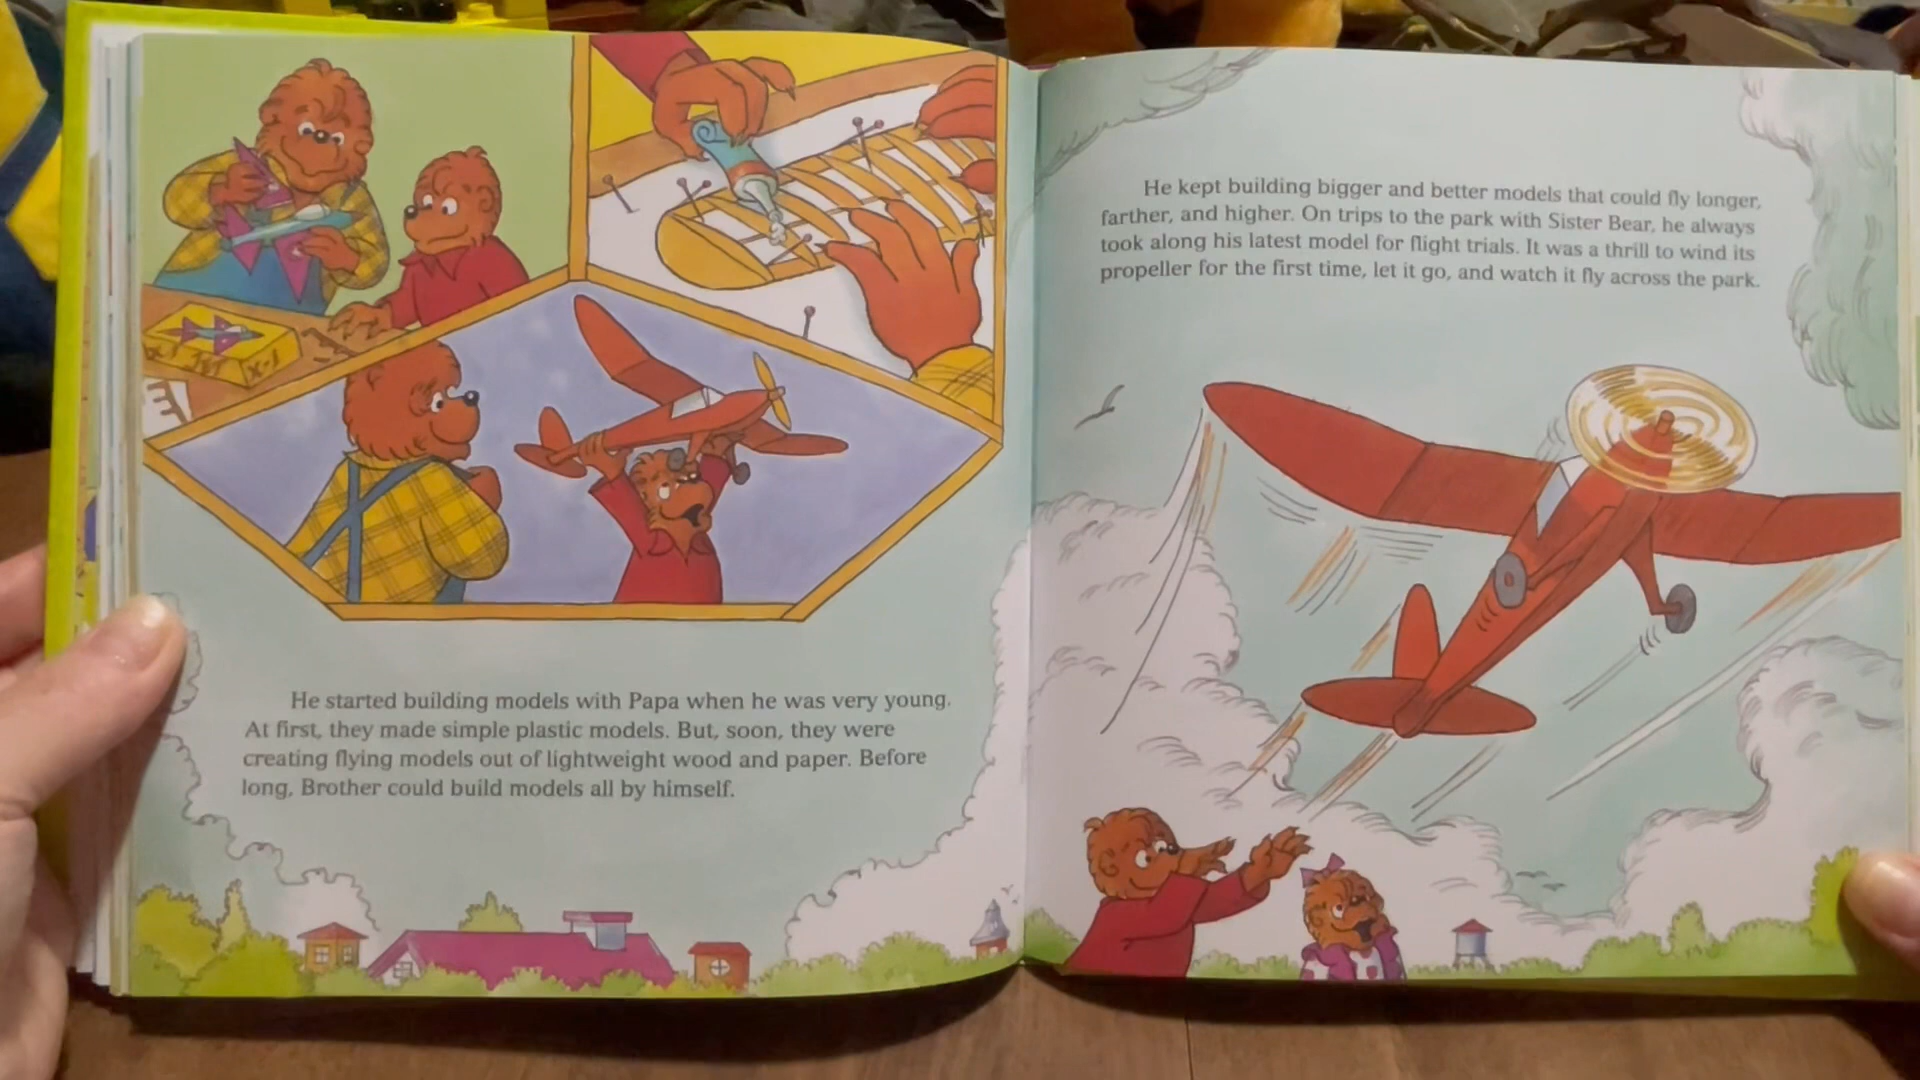 JET X-1
He started building models with Papa when he was very young.
At first, they made simple plastic models. But, soon, they were
creating flying models out of lightweight wood and paper. Before
long, Brother could build models all by himself.
He kept building bigger and better models that could fly longer,
farther, and higher. On trips to the park with Sister Bear, he always
took along his latest model for flight trials. It was a thrill to wind its
propeller for the first time, let it go, and watch it fly across the park.